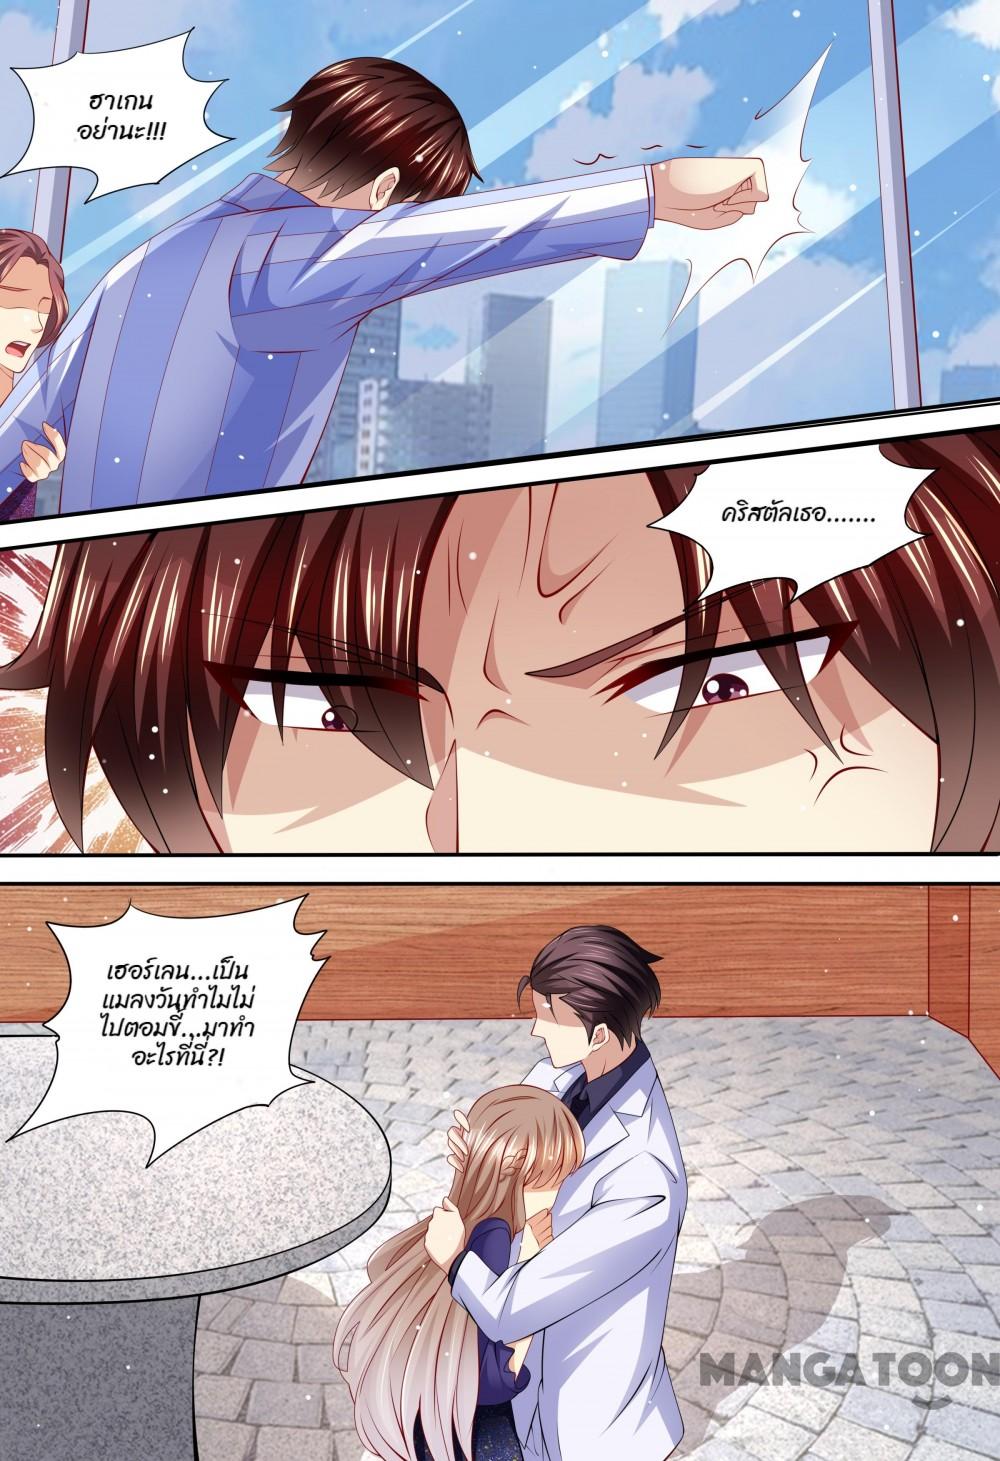 ฮาเกน
อย่านะ!!!
คริสตัลเธอ.......
เฮอร์เลน...เป็น
แมลงวันทำไมไม่
ไปตอมขี้...มาทำ
อะไรที่นี่?!
MANGATOON